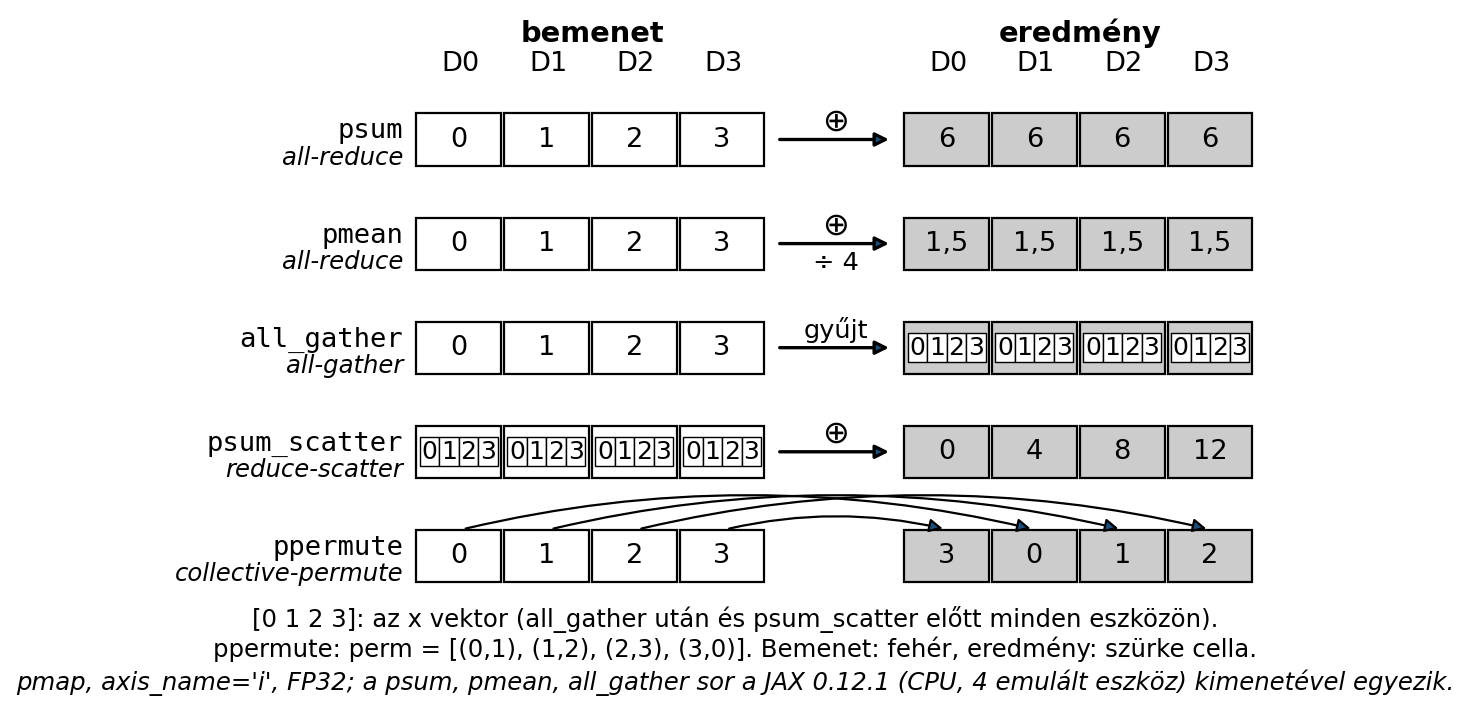 bemenet eredmény
D0 D1 D2 D3 D0 D1 D2 D3
psum 0 1 2 3 ⊕ 6 6 6 6
all-reduce
pmean 0 1 2 3 ⊕ 1,5 1,5 1,5 1,5
all-reduce ÷ 4
all_gather 0 1 2 3 gyűjt 0 1 2 3 0 1 2 3 0 1 2 3 0 1 2 3
all-gather
psum_scatter 0 1 2 3 0 1 2 3 0 1 2 3 0 1 2 3 ⊕ 0 4 8 12
reduce-scatter
ppermute 0 1 2 3 3 0 1 2
collective-permute
[0 1 2 3]: az x vektor (all_gather után és psum_scatter előtt minden eszközön).
ppermute: perm = [(0,1), (1,2), (2,3), (3,0)]. Bemenet: fehér, eredmény: szürke cella.
pmap, axis_name='i', FP32; a psum, pmean, all_gather sor a JAX 0.12.1 (CPU, 4 emulált eszköz) kimenetével egyezik.